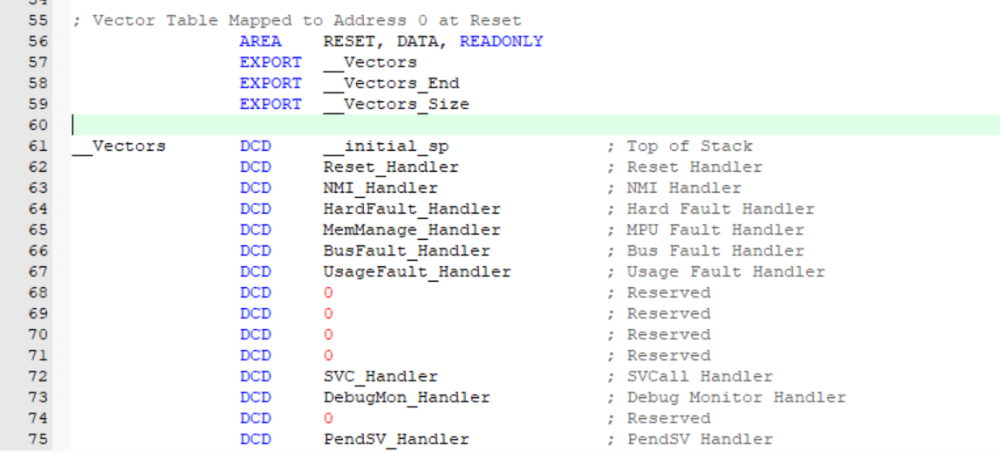 55 ; Vector Table Mapped to Address 0 at Reset
56                 AREA    RESET, DATA, READONLY
57                 EXPORT  __Vectors
58                 EXPORT  __Vectors_End
59                 EXPORT  __Vectors_Size
60
61 __Vectors       DCD     __initial_sp               ; Top of Stack
62                 DCD     Reset_Handler              ; Reset Handler
63                 DCD     NMI_Handler                ; NMI Handler
64                 DCD     HardFault_Handler          ; Hard Fault Handler
65                 DCD     MemManage_Handler          ; MPU Fault Handler
66                 DCD     BusFault_Handler           ; Bus Fault Handler
67                 DCD     UsageFault_Handler         ; Usage Fault Handler
68                 DCD     0                          ; Reserved
69                 DCD     0                          ; Reserved
70                 DCD     0                          ; Reserved
71                 DCD     0                          ; Reserved
72                 DCD     SVC_Handler                ; SVCall Handler
73                 DCD     DebugMon_Handler           ; Debug Monitor Handler
74                 DCD     0                          ; Reserved
75                 DCD     PendSV_Handler             ; PendSV Handler